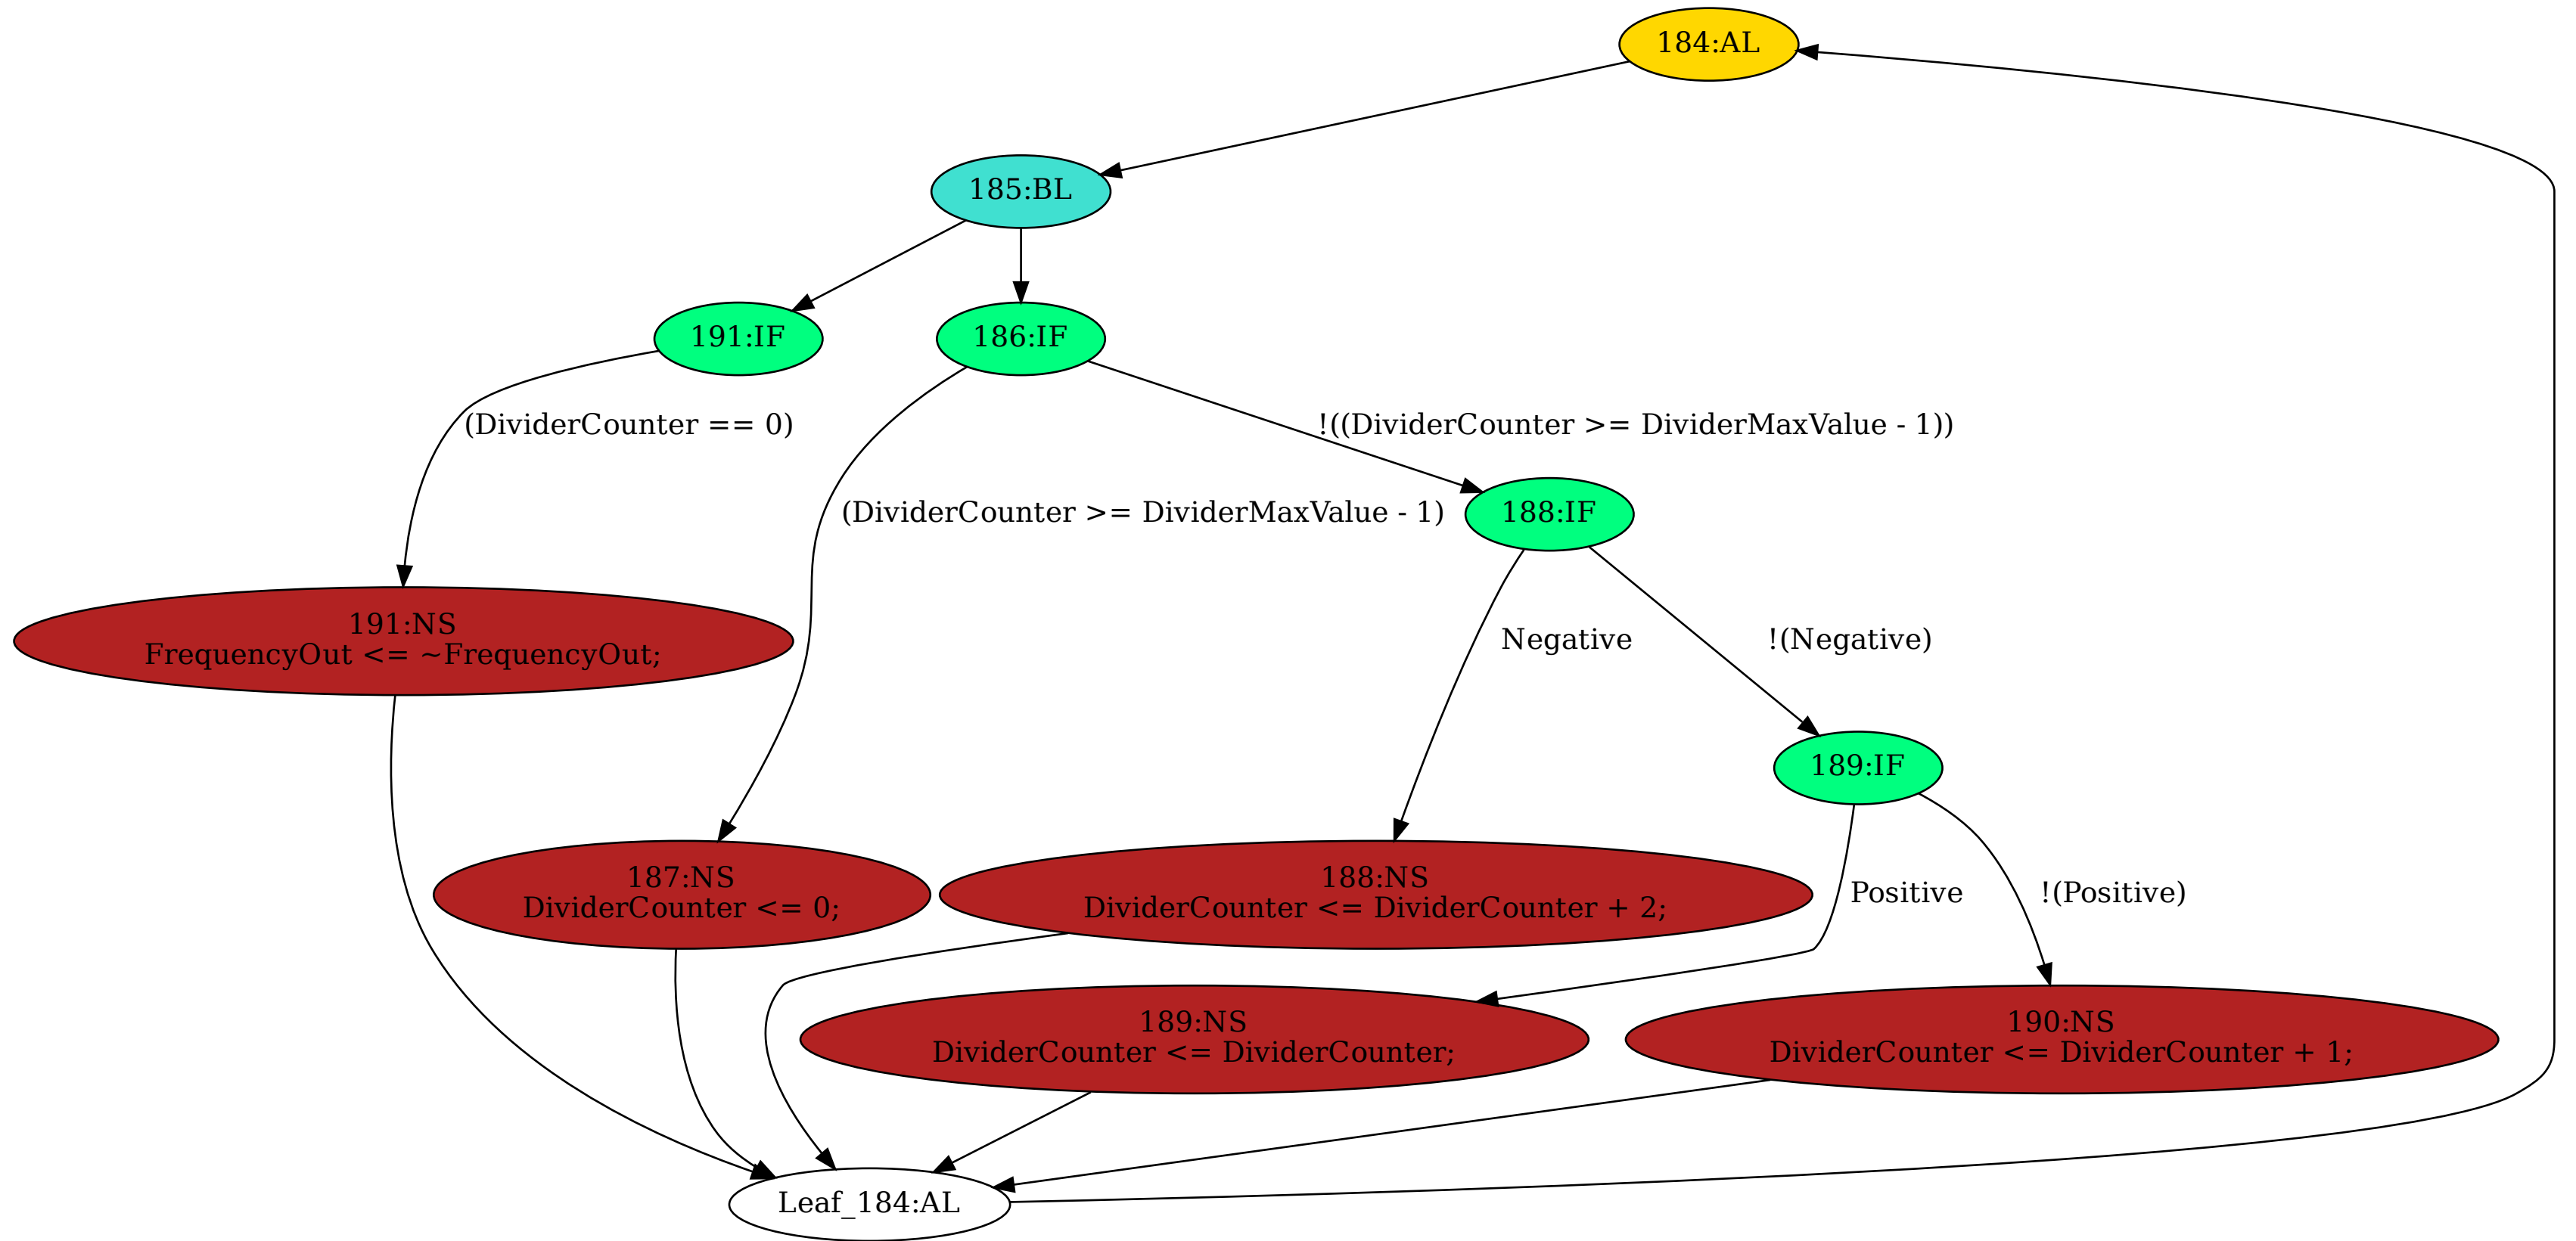 184:AL
185:BL
191:IF
186:IF
(DividerCounter == 0)
!((DividerCounter >= DividerMaxValue - 1))
(DividerCounter >= DividerMaxValue - 1)
188:IF
191:NS
FrequencyOut <= ~FrequencyOut;
Negative
!(Negative)
189:IF
187:NS
DividerCounter <= 0;
188:NS
DividerCounter <= DividerCounter + 2;
Positive
!(Positive)
189:NS
DividerCounter <= DividerCounter;
190:NS
DividerCounter <= DividerCounter + 1;
Leaf_184:AL